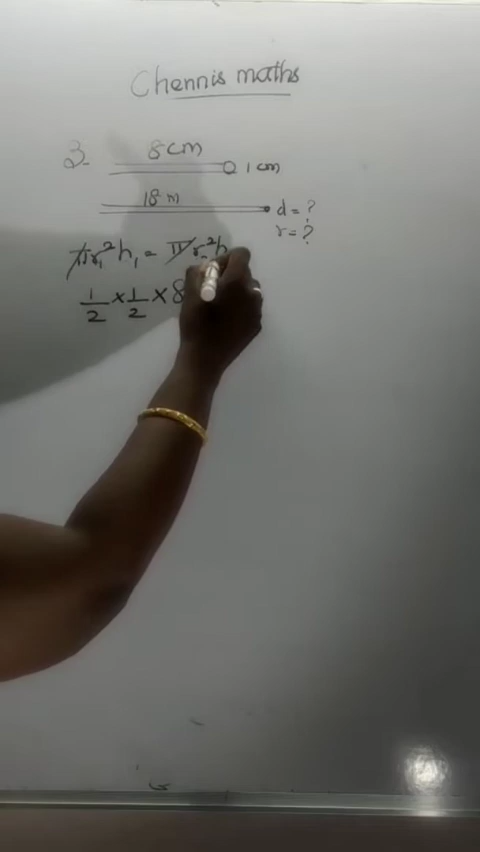 Chennis maths
3. 8cm 1 cm
18 m d = ?
r = ?
πr₁²h₁ = πr₂²h
1/2 × 1/2 × 8